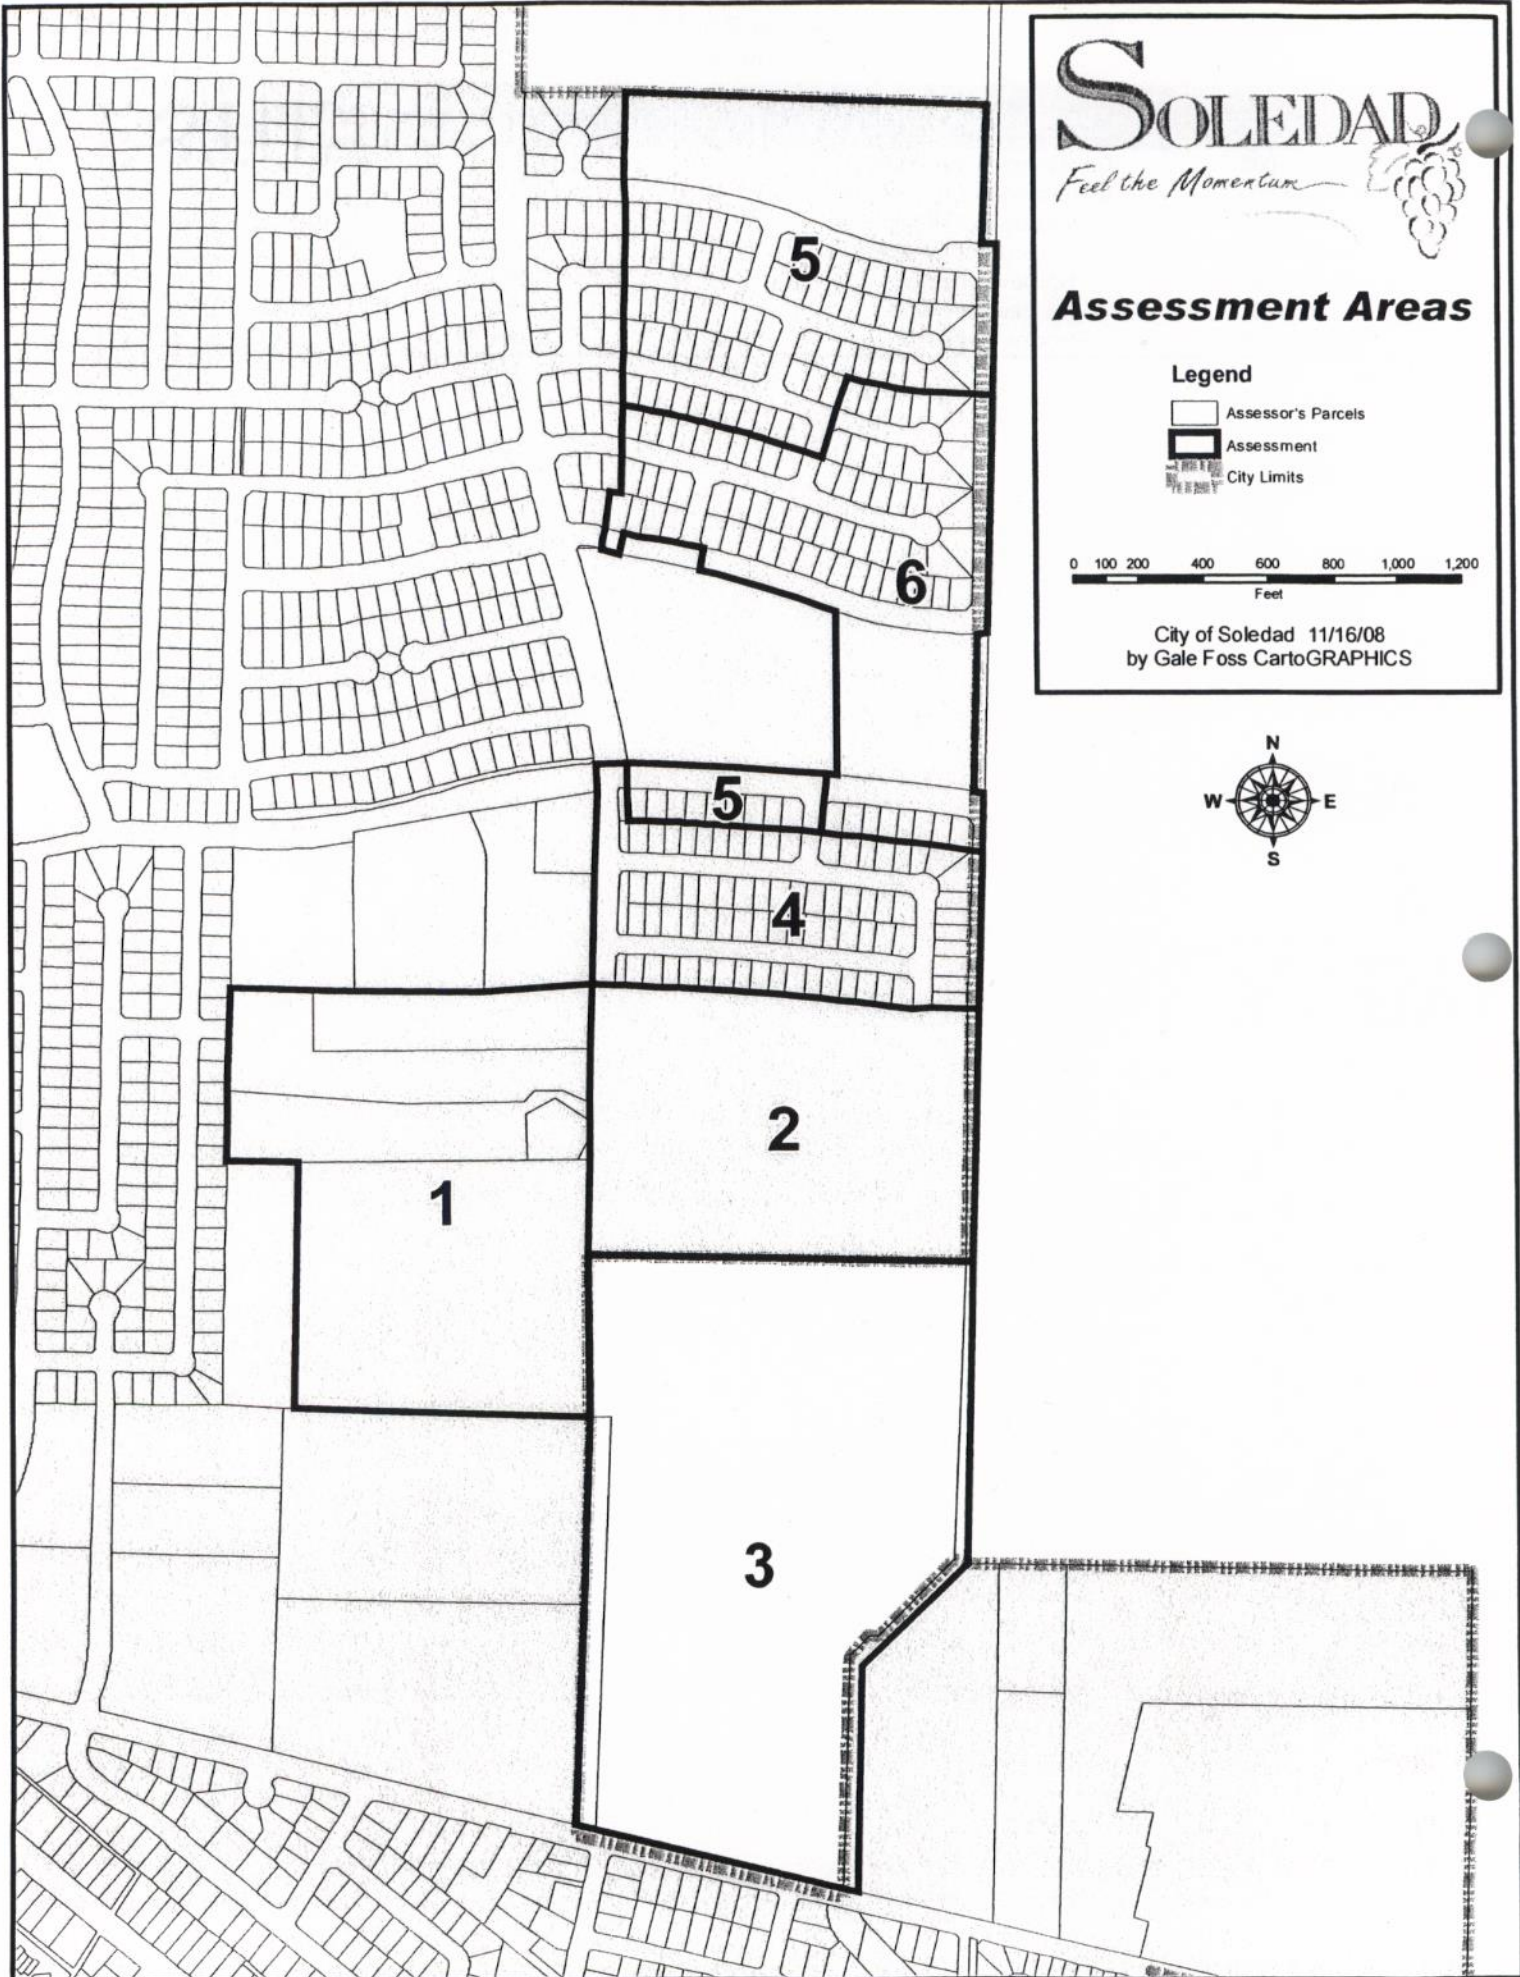 SOLEDAD
Feel the Momentum
Assessment Areas
Legend
Assessor's Parcels
Assessment
City Limits
0 100 200 400 600 800 1,000 1,200
Feet
City of Soledad 11/16/08
by Gale Foss CartoGRAPHICS
N
W E
S
5
6
5
4
2
1
3